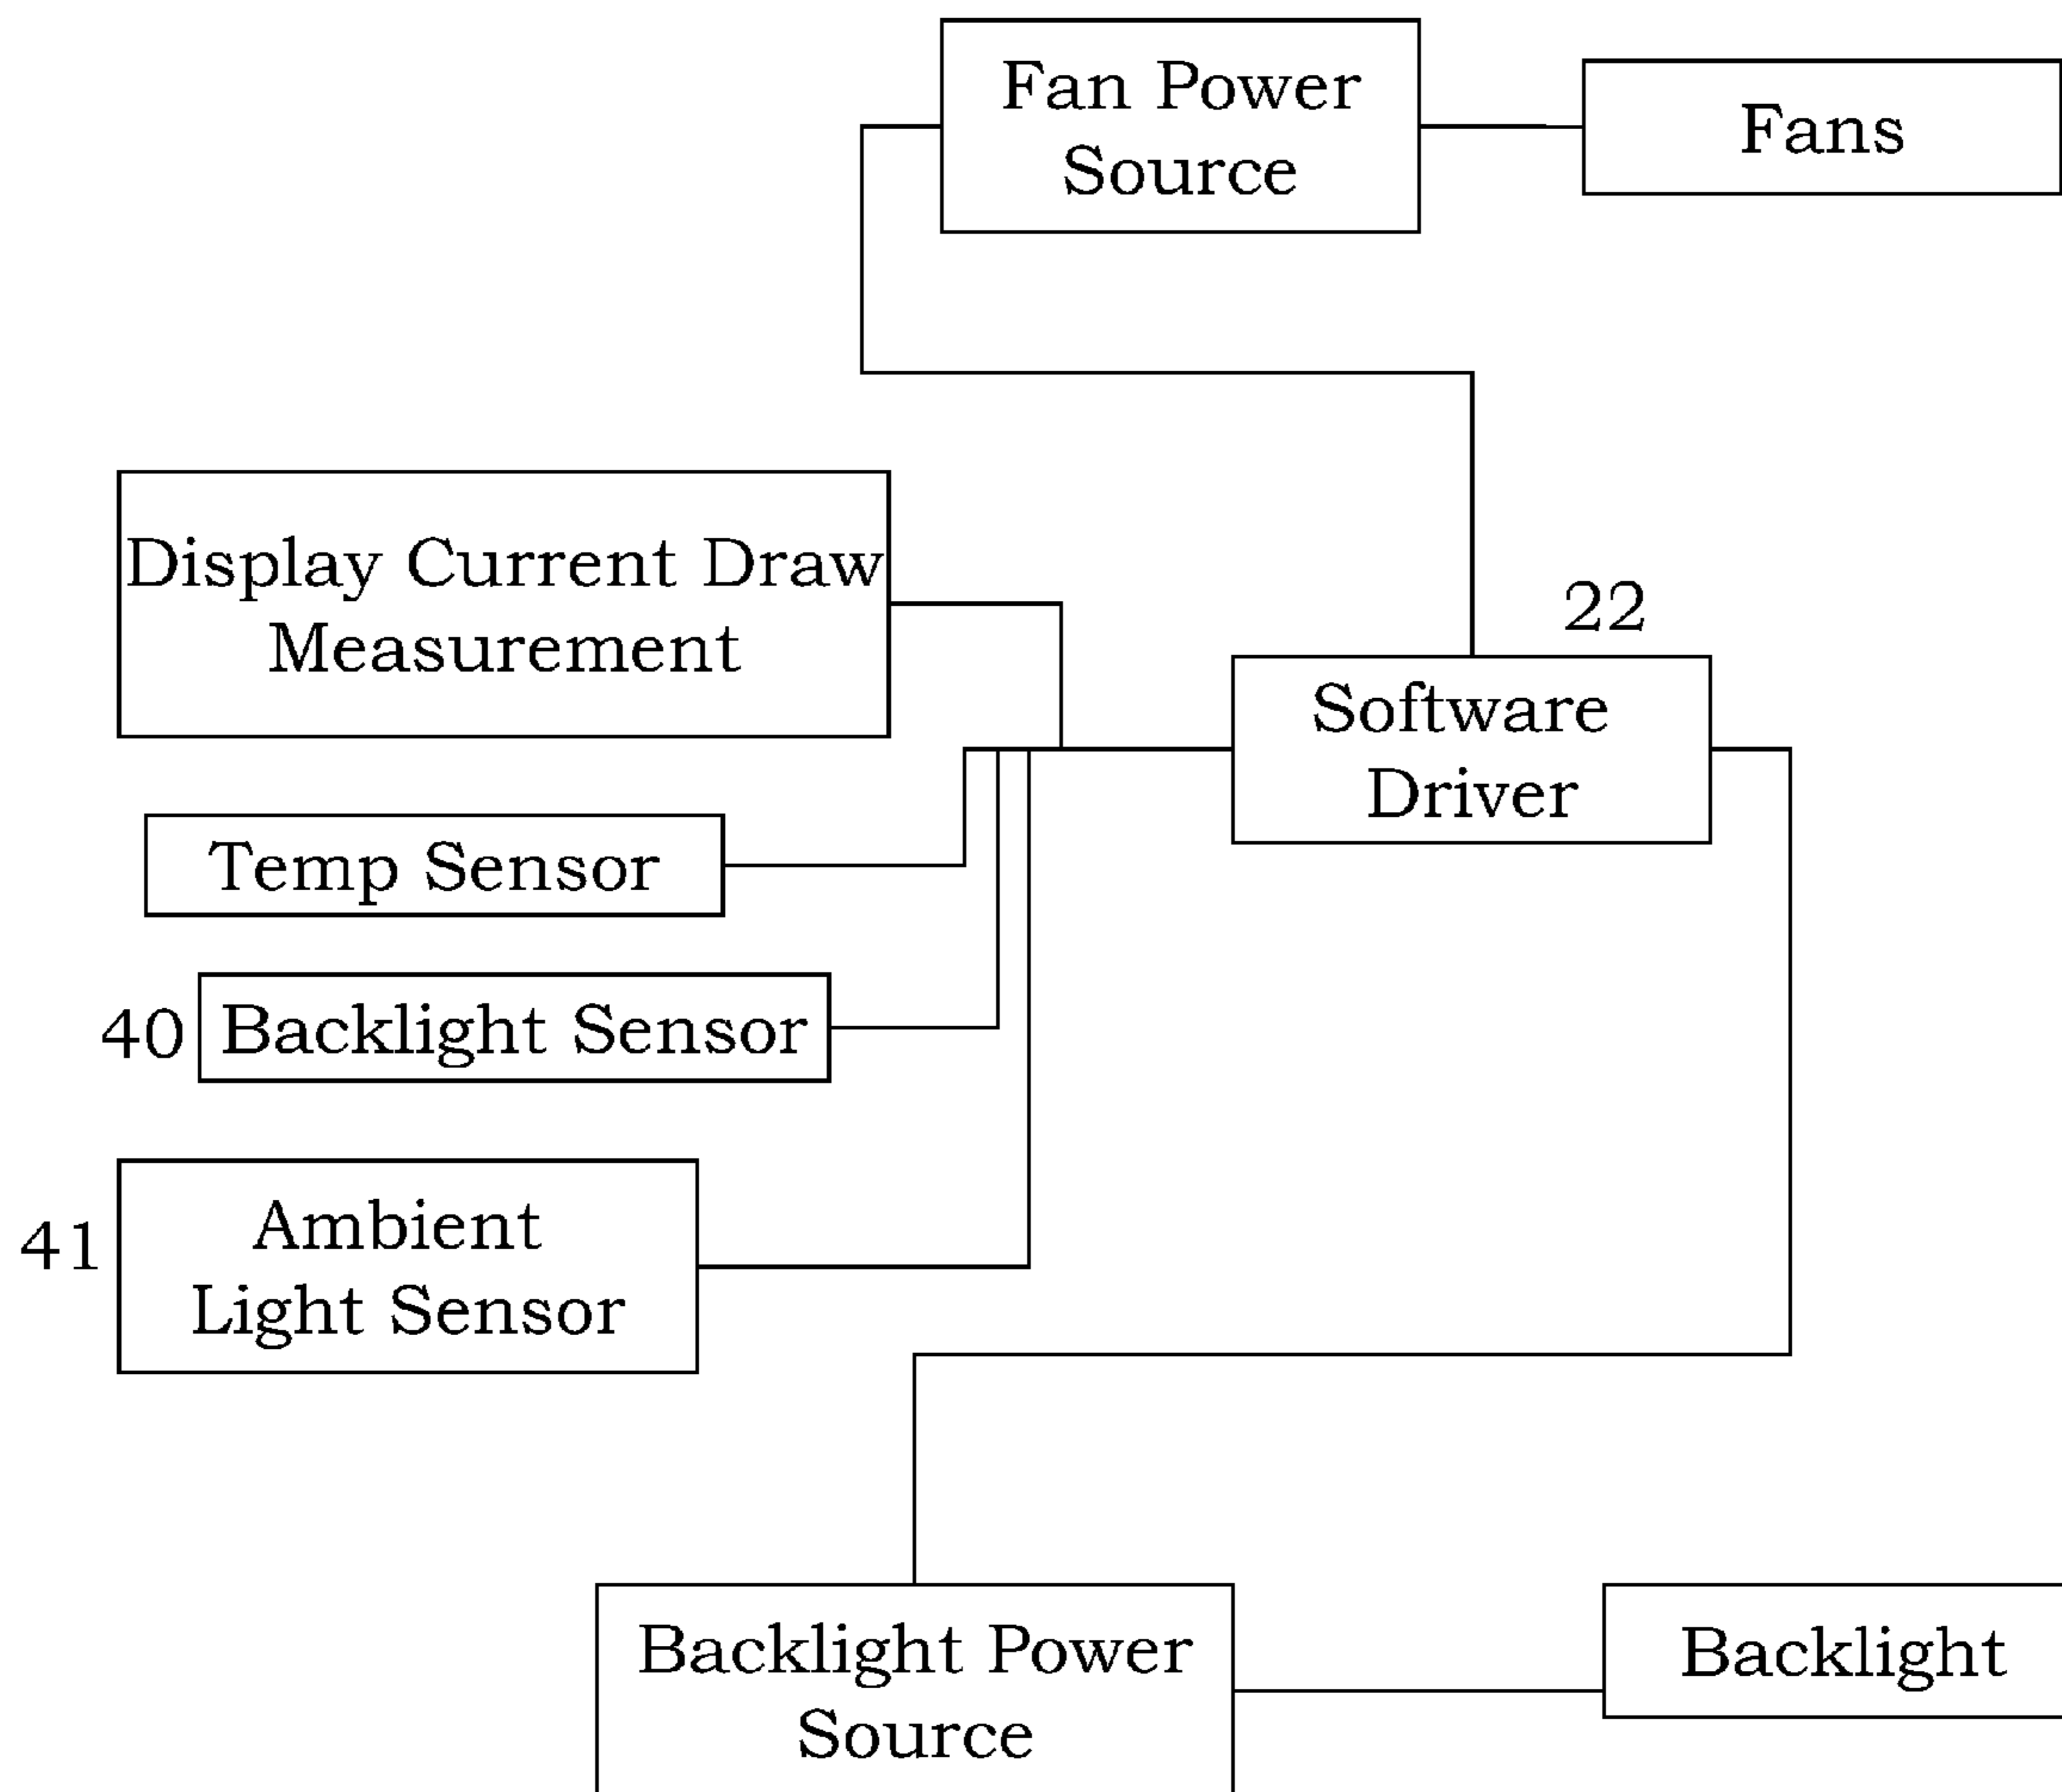 Fan Power
Source
Fans
Display Current Draw
Measurement
22
Software
Driver
Temp Sensor
40
Backlight Sensor
41
Ambient
Light Sensor
Backlight Power
Source
Backlight